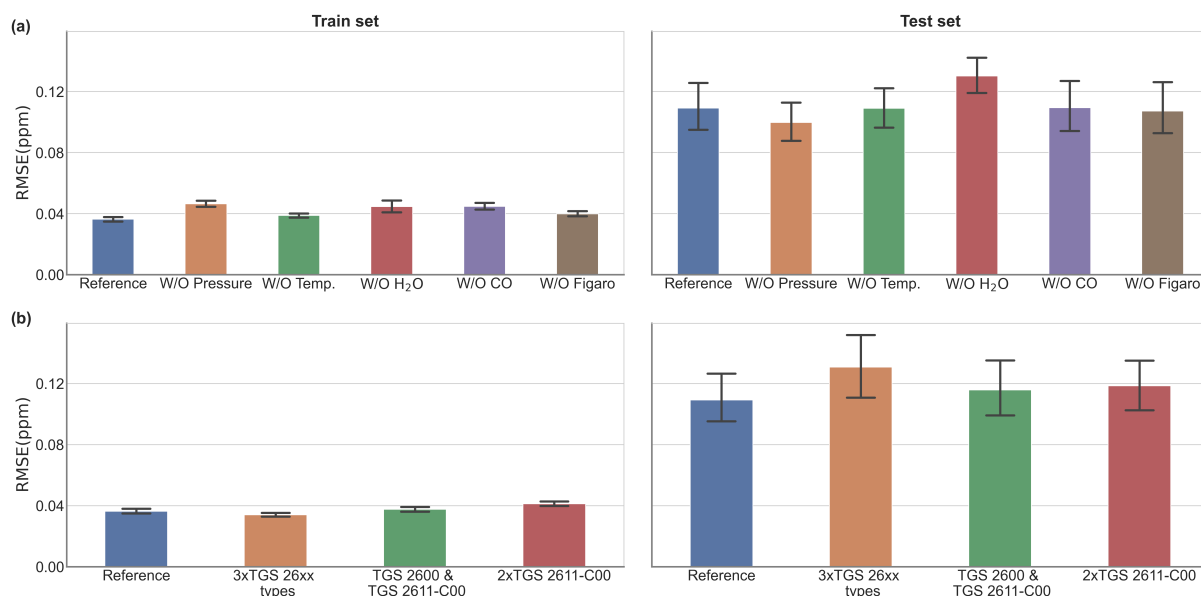 Train set
Test set
(a)
RMSE(ppm)
0.12
0.08
0.04
0.00
Reference
W/O Pressure
W/O Temp.
W/O H₂O
W/O CO
W/O Figaro
Reference
W/O Pressure
W/O Temp.
W/O H₂O
W/O CO
W/O Figaro
(b)
RMSE(ppm)
0.12
0.08
0.04
0.00
Reference
3xTGS 26xx
types
TGS 2600 &
TGS 2611-C00
2xTGS 2611-C00
Reference
3xTGS 26xx
types
TGS 2600 &
TGS 2611-C00
2xTGS 2611-C00